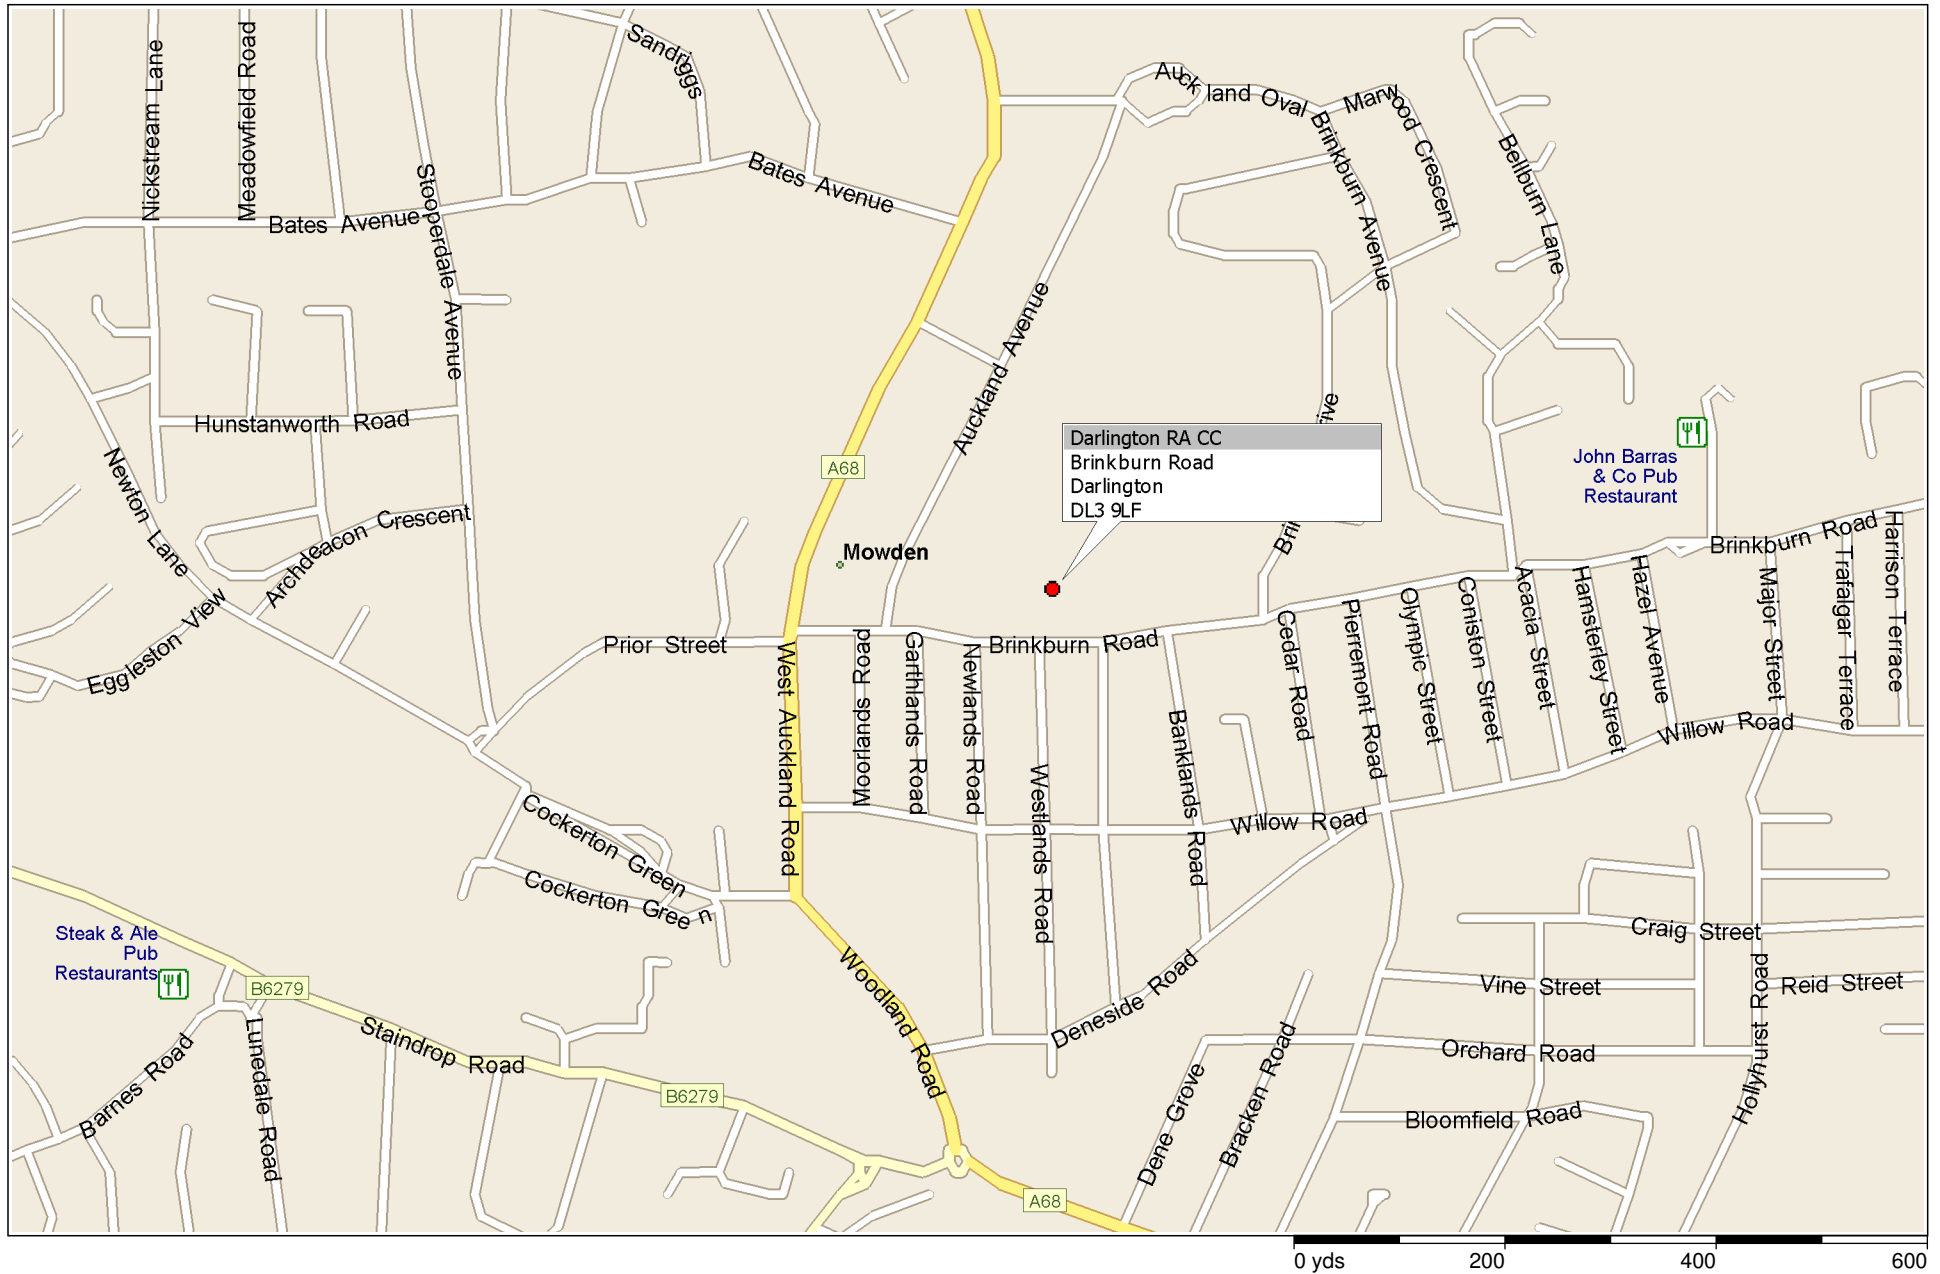 Sandriggs
Nickstream Lane
Meadowfield Road
Auckland Oval
Marwood Crescent
Brinkburn Avenue
Bellburn Lane
Bates Avenue
Bates Avenue
Stooperdale Avenue
Auckland Avenue
Hunstanworth Road
Newton Lane
Archdeacon Crescent
Eggleston View
A68
Darlington RA CC
Brinkburn Road
Darlington
DL3 9LF
rive
Bri
John Barras
& Co Pub
Restaurant
Mowden
Prior Street
Brinkburn Road
Brinkburn Road
West Auckland Road
Moorlands Road
Garthlands Road
Newlands Road
Westlands Road
Banklands Road
Cedar Road
Pierremont Road
Olympic Street
Coniston Street
Acacia Street
Hamsterley Street
Hazel Avenue
Major Street
Trafalgar Terrace
Harrison Terrace
Willow Road
Willow Road
Cockerton Green
Cockerton Green
Steak & Ale
Pub
Restaurants
B6279
Staindrop Road
B6279
Barnes Road
Lunedale Road
Woodland Road
Deneside Road
Craig Street
Vine Street
Reid Street
Orchard Road
Hollyhurst Road
Bloomfield Road
Dene Grove
Bracken Road
A68
0 yds 200 400 600